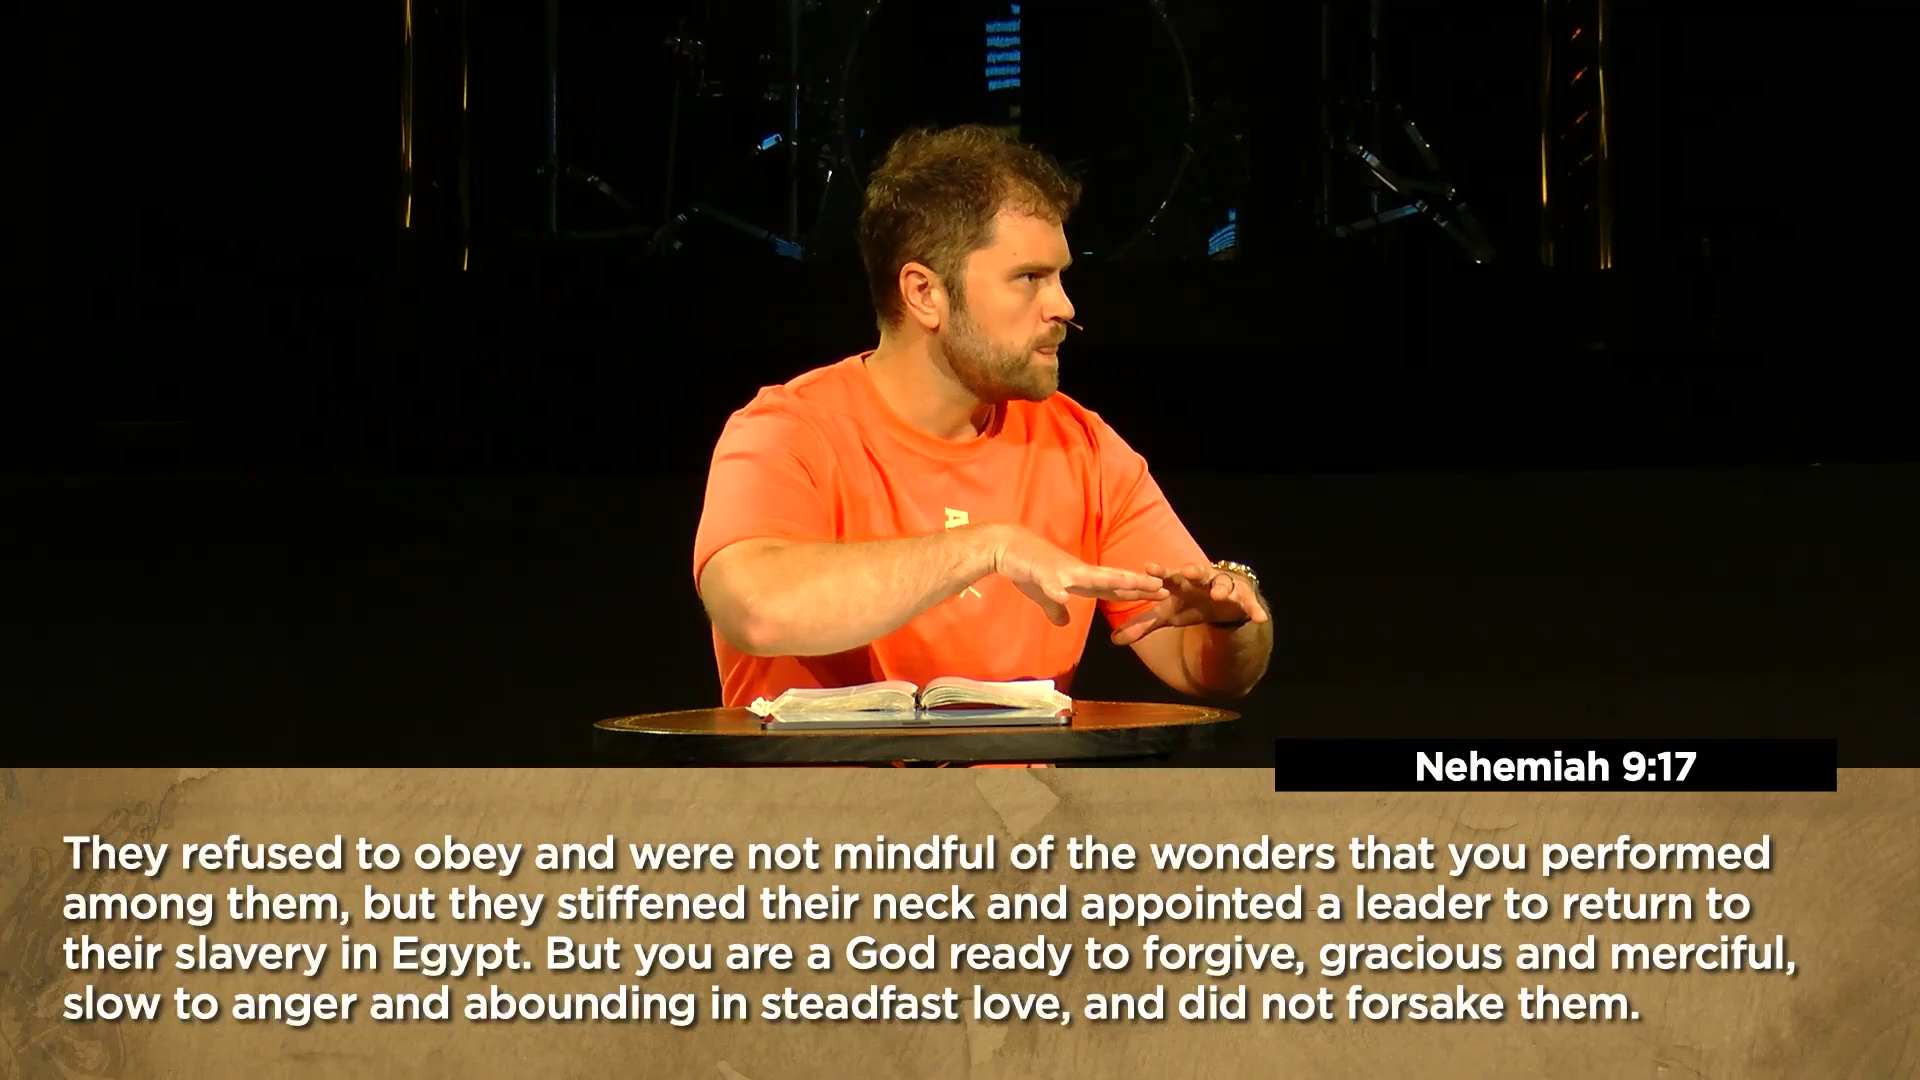 Nehemiah 9:17
They refused to obey and were not mindful of the wonders that you performed
among them, but they stiffened their neck and appointed a leader to return to
their slavery in Egypt. But you are a God ready to forgive, gracious and merciful,
slow to anger and abounding in steadfast love, and did not forsake them.